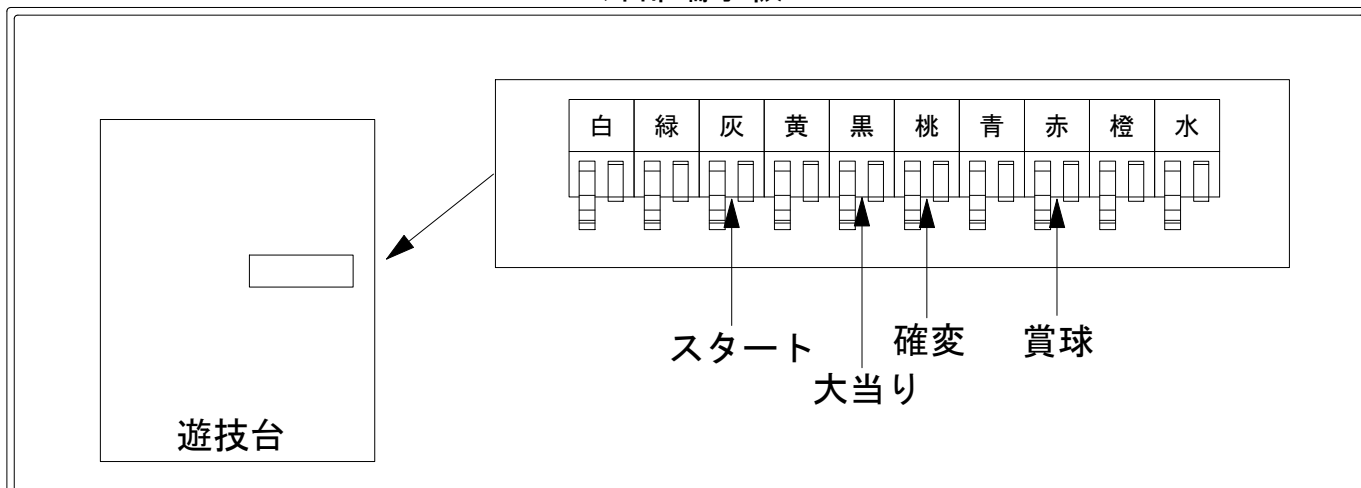 白 緑 灰 黄 黒 桃 青 赤 橙 水
スタート
大当り
確変
賞球
遊技台